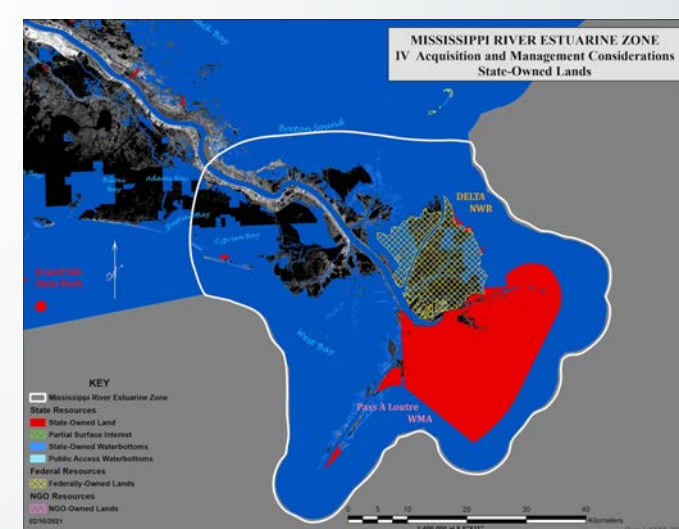 MISSISSIPPI RIVER ESTUARINE ZONE
IV Acquisition and Management Considerations
State-Owned Lands
Bay
Breton Sound
Bay
Adams Bay
Bay
Cyprien Bay
DELTA
NWR
State Park
West Bay
Pass A Loutre
WMA
KEY
Mississippi River Estuarine Zone
State Resources
State-Owned Land
Partial Surface Interest
State-Owned Waterbottoms
Public Access Waterbottoms
Federal Resources
Federally-Owned Lands
NGO Resources
NGO-Owned Lands
02/10/2021
0 5 10 20 30 40
Kilometers